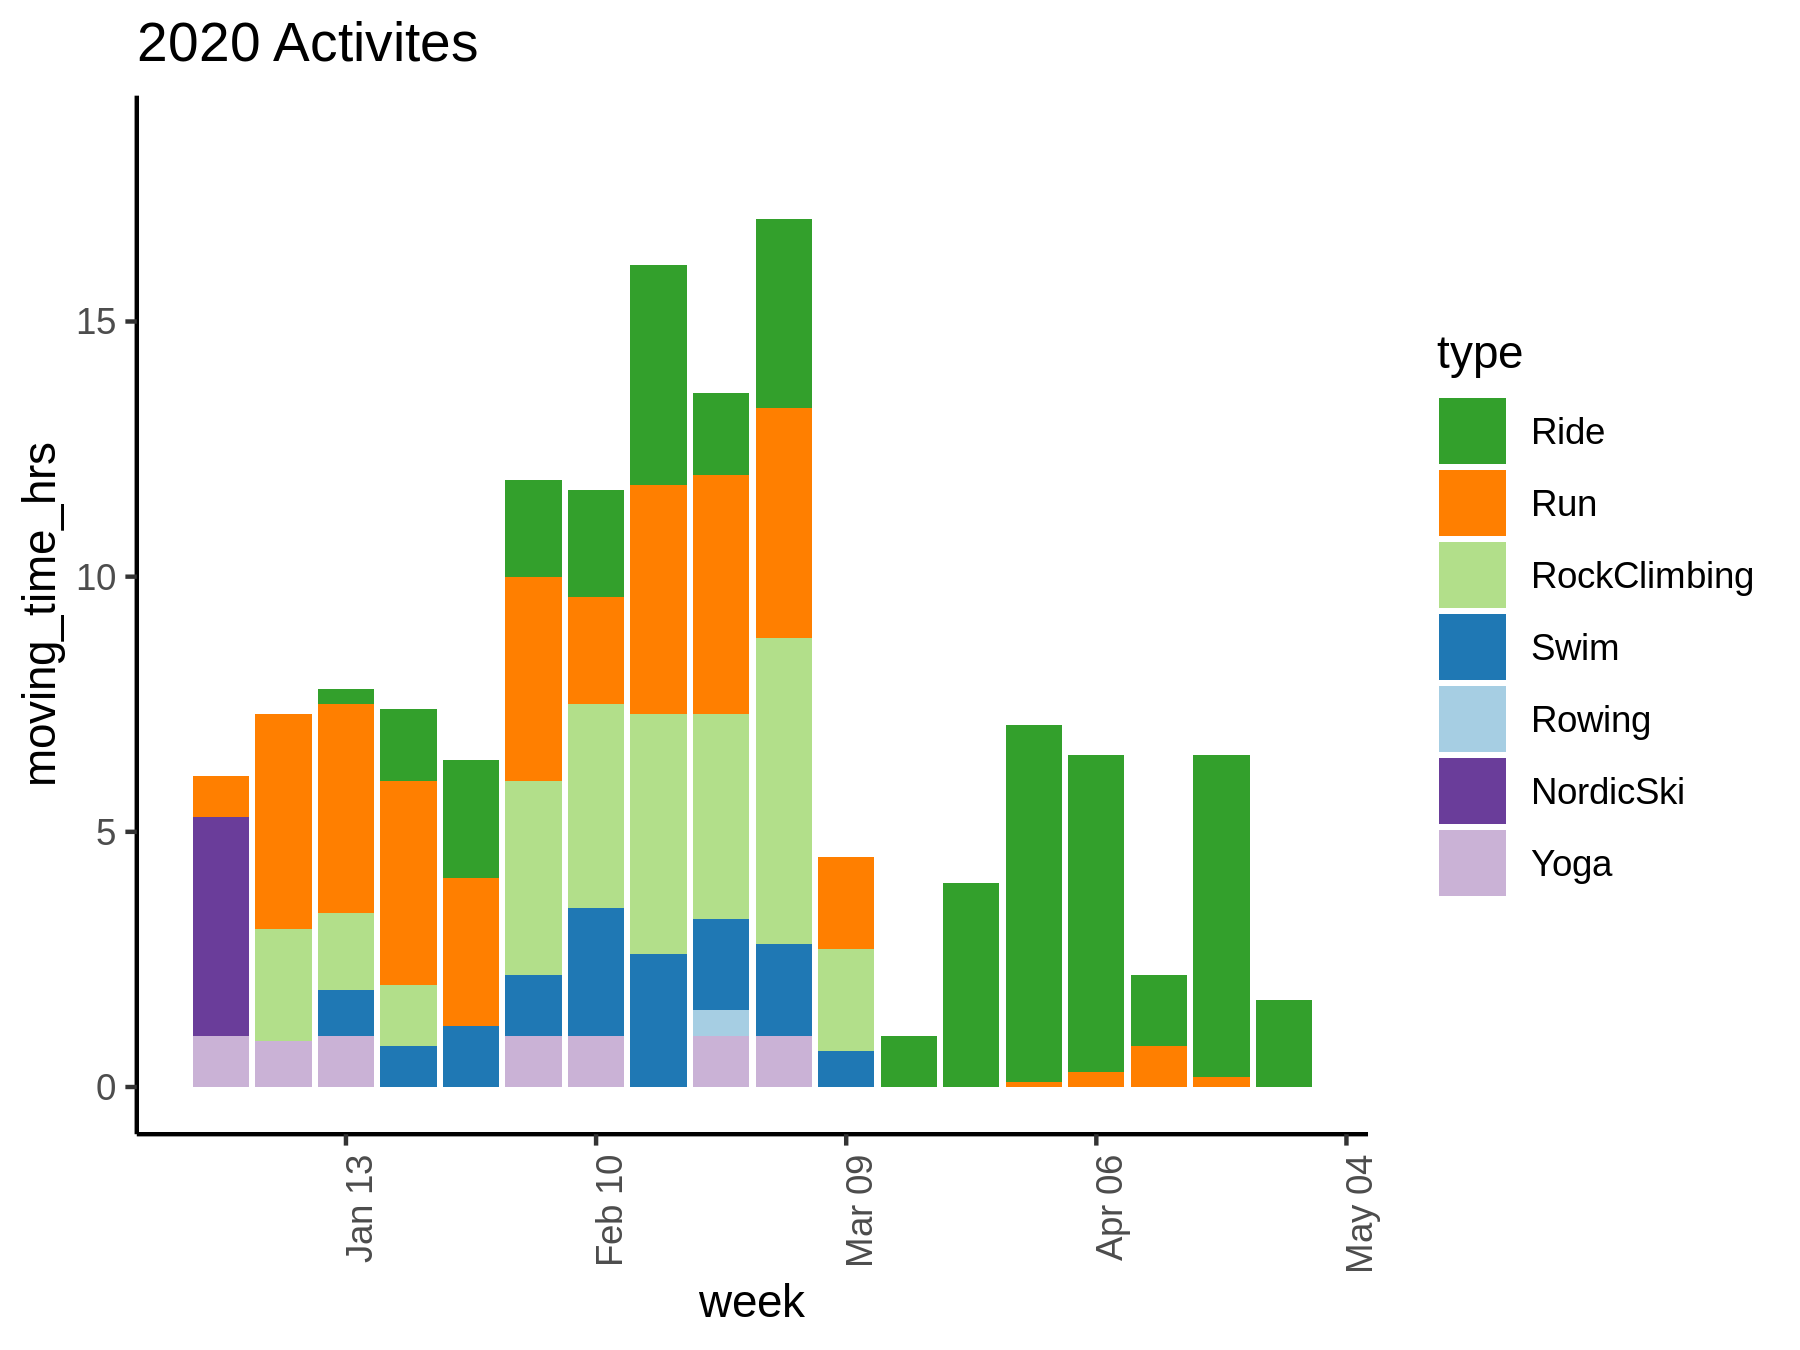 2020 Activites
moving_time_hrs
15
10
5
0
Jan 13
Feb 10
Mar 09
Apr 06
May 04
week
type
Ride
Run
RockClimbing
Swim
Rowing
NordicSki
Yoga